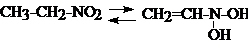 CH₃-CH₂-NO₂ ⇌ CH₂=CH-N-OH
OH